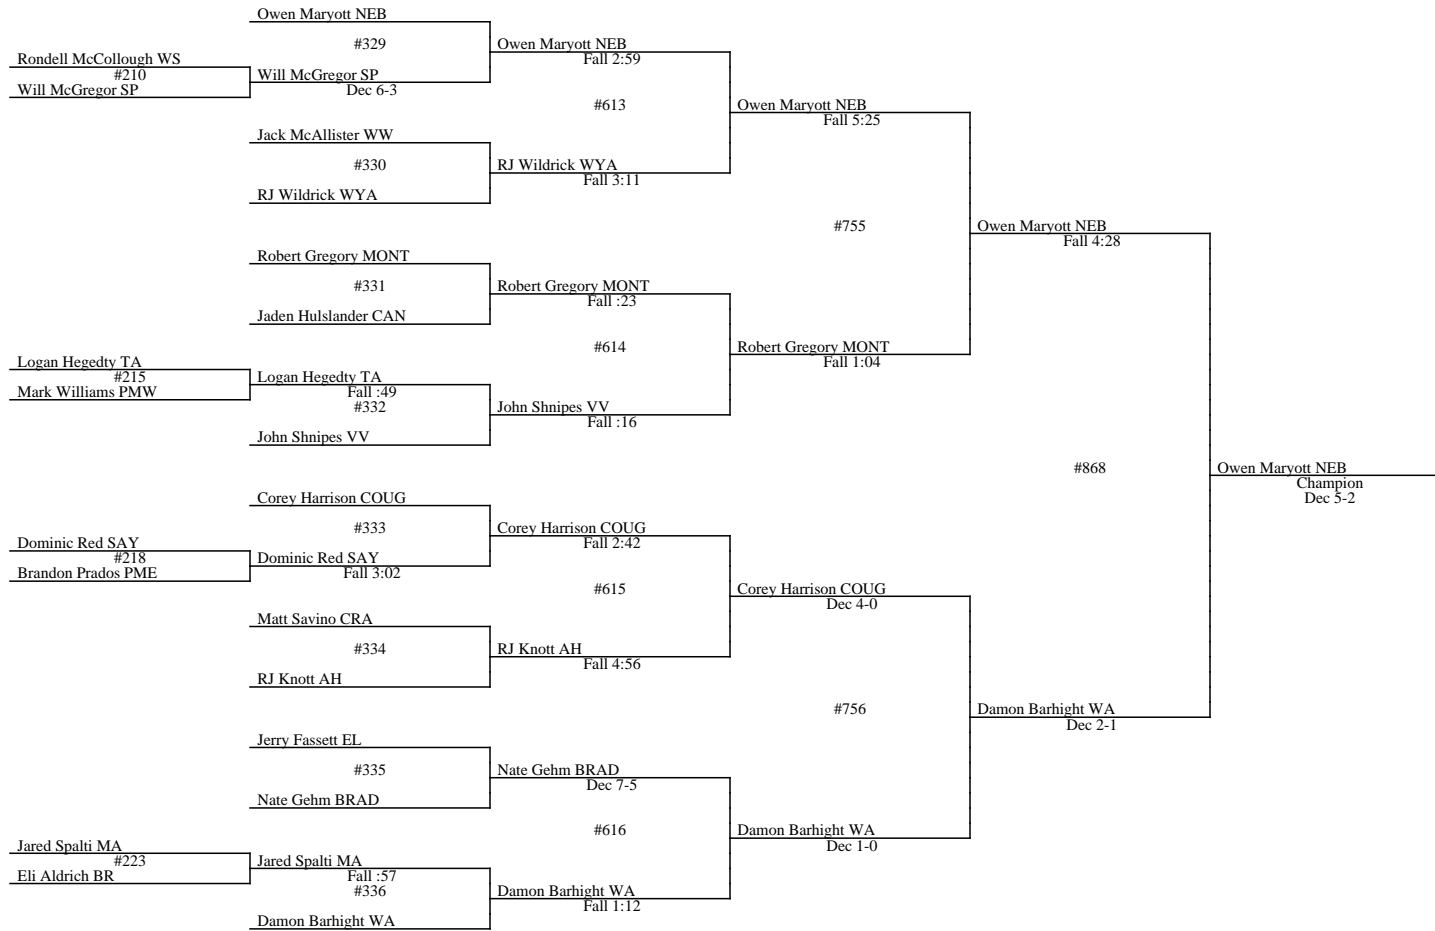 Owen Maryott NEB
#329
Owen Maryott NEB
Fall 2:59
Rondell McCollough WS
#210
Will McGregor SP
Will McGregor SP
Dec 6-3
#613
Owen Maryott NEB
Fall 5:25
Jack McAllister WW
#330
RJ Wildrick WYA
Fall 3:11
RJ Wildrick WYA
#755
Owen Maryott NEB
Fall 4:28
Robert Gregory MONT
#331
Robert Gregory MONT
Fall :23
Jaden Hulslander CAN
#614
Robert Gregory MONT
Fall 1:04
Logan Hegedty TA
#215
Mark Williams PMW
Logan Hegedty TA
Fall :49
#332
John Shnipes VV
Fall :16
John Shnipes VV
#868
Owen Maryott NEB
Champion
Dec 5-2
Corey Harrison COUG
#333
Corey Harrison COUG
Fall 2:42
Dominic Red SAY
#218
Brandon Prados PME
Dominic Red SAY
Fall 3:02
#615
Corey Harrison COUG
Dec 4-0
Matt Savino CRA
#334
RJ Knott AH
Fall 4:56
RJ Knott AH
#756
Damon Barhight WA
Dec 2-1
Jerry Fassett EL
#335
Nate Gehm BRAD
Dec 7-5
Nate Gehm BRAD
#616
Damon Barhight WA
Dec 1-0
Jared Spalti MA
#223
Eli Aldrich BR
Jared Spalti MA
Fall :57
#336
Damon Barhight WA
Fall 1:12
Damon Barhight WA